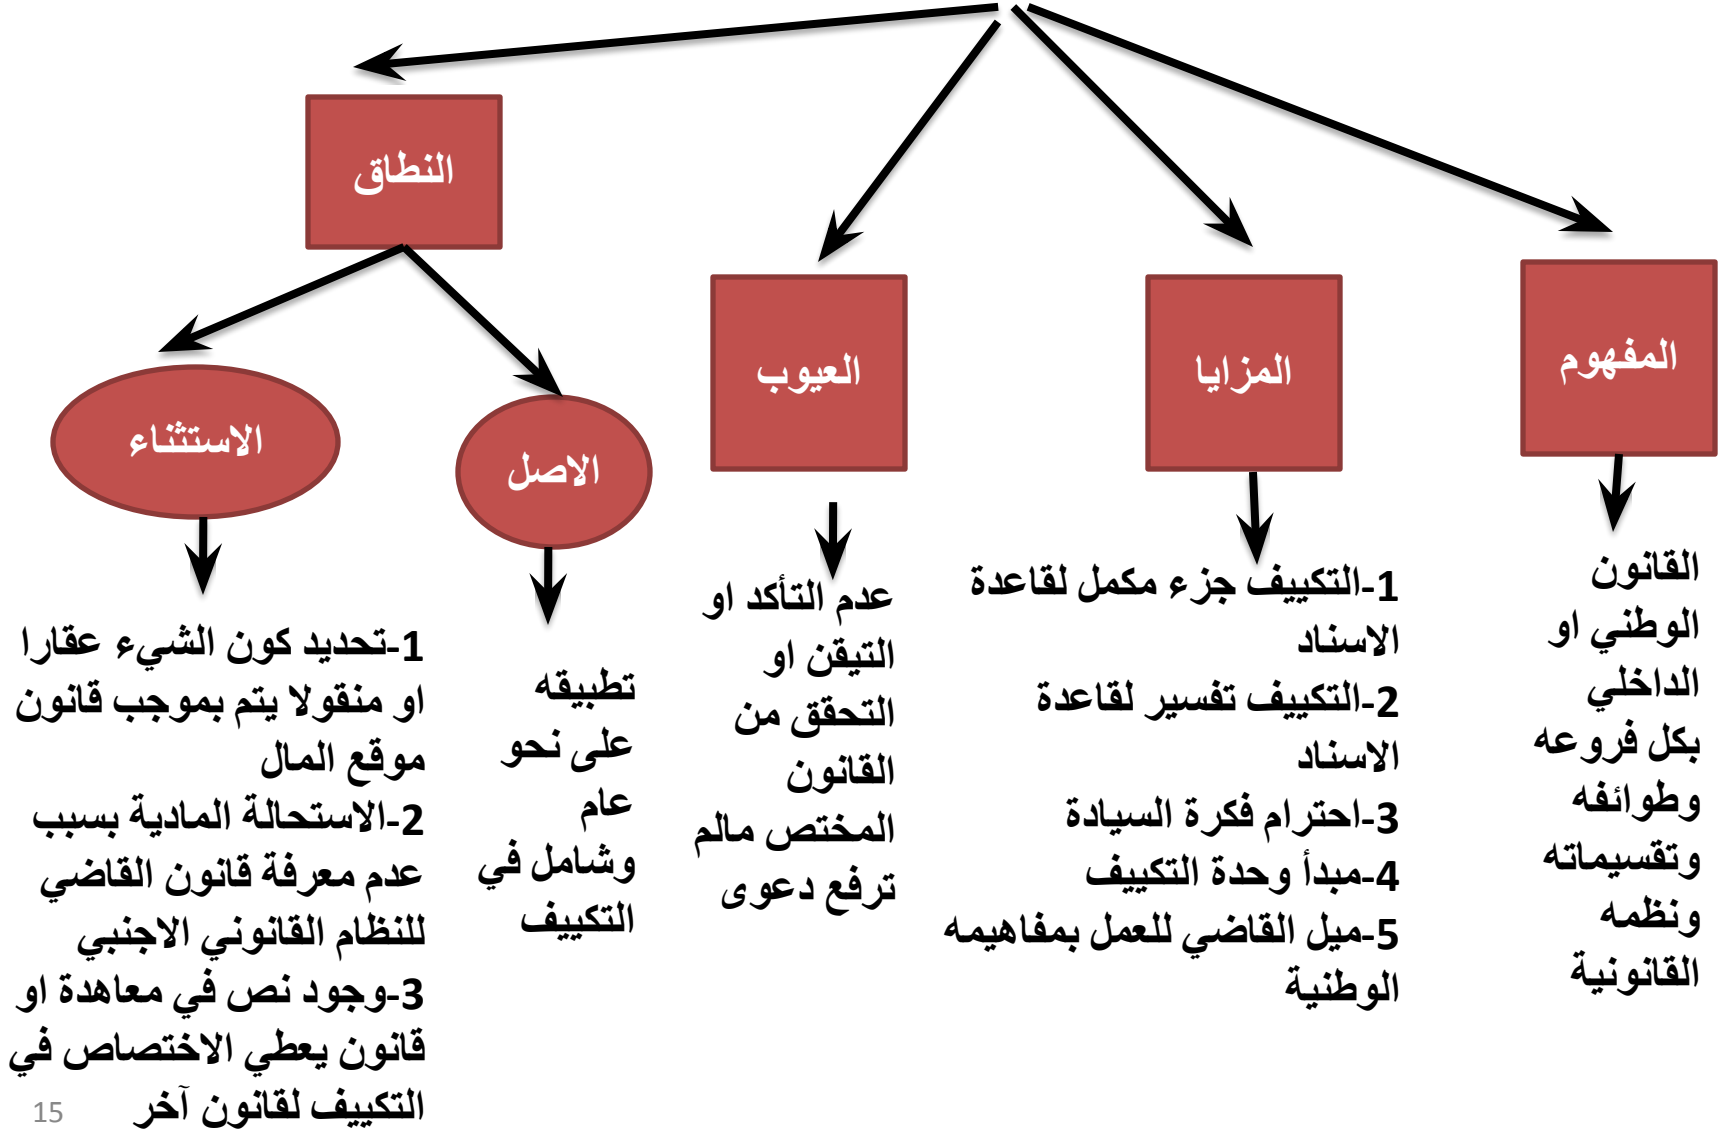 المفهوم
القانون
الوطني او
الداخلي
بكل فروعه
وطوائفه
وتقسيماته
ونظمه
القانونية
المزايا
1-التكييف جزء مكمل لقاعدة
الاسناد
2-التكييف تفسير لقاعدة
الاسناد
3-احترام فكرة السيادة
4-مبدأ وحدة التكييف
5-ميل القاضي للعمل بمفاهيمه
الوطنية
العيوب
عدم التأكد او
التيقن او
التحقق من
القانون
المختص مالم
ترفع دعوى
النطاق
الاصل
تطبيقه
على نحو
عام
وشامل في
التكييف
الاستثناء
1-تحديد كون الشيء عقارا
او منقولا يتم بموجب قانون
موقع المال
2-الاستحالة المادية بسبب
عدم معرفة قانون القاضي
للنظام القانوني الاجنبي
3-وجود نص في معاهدة او
قانون يعطي الاختصاص في
التكييف لقانون آخر
15